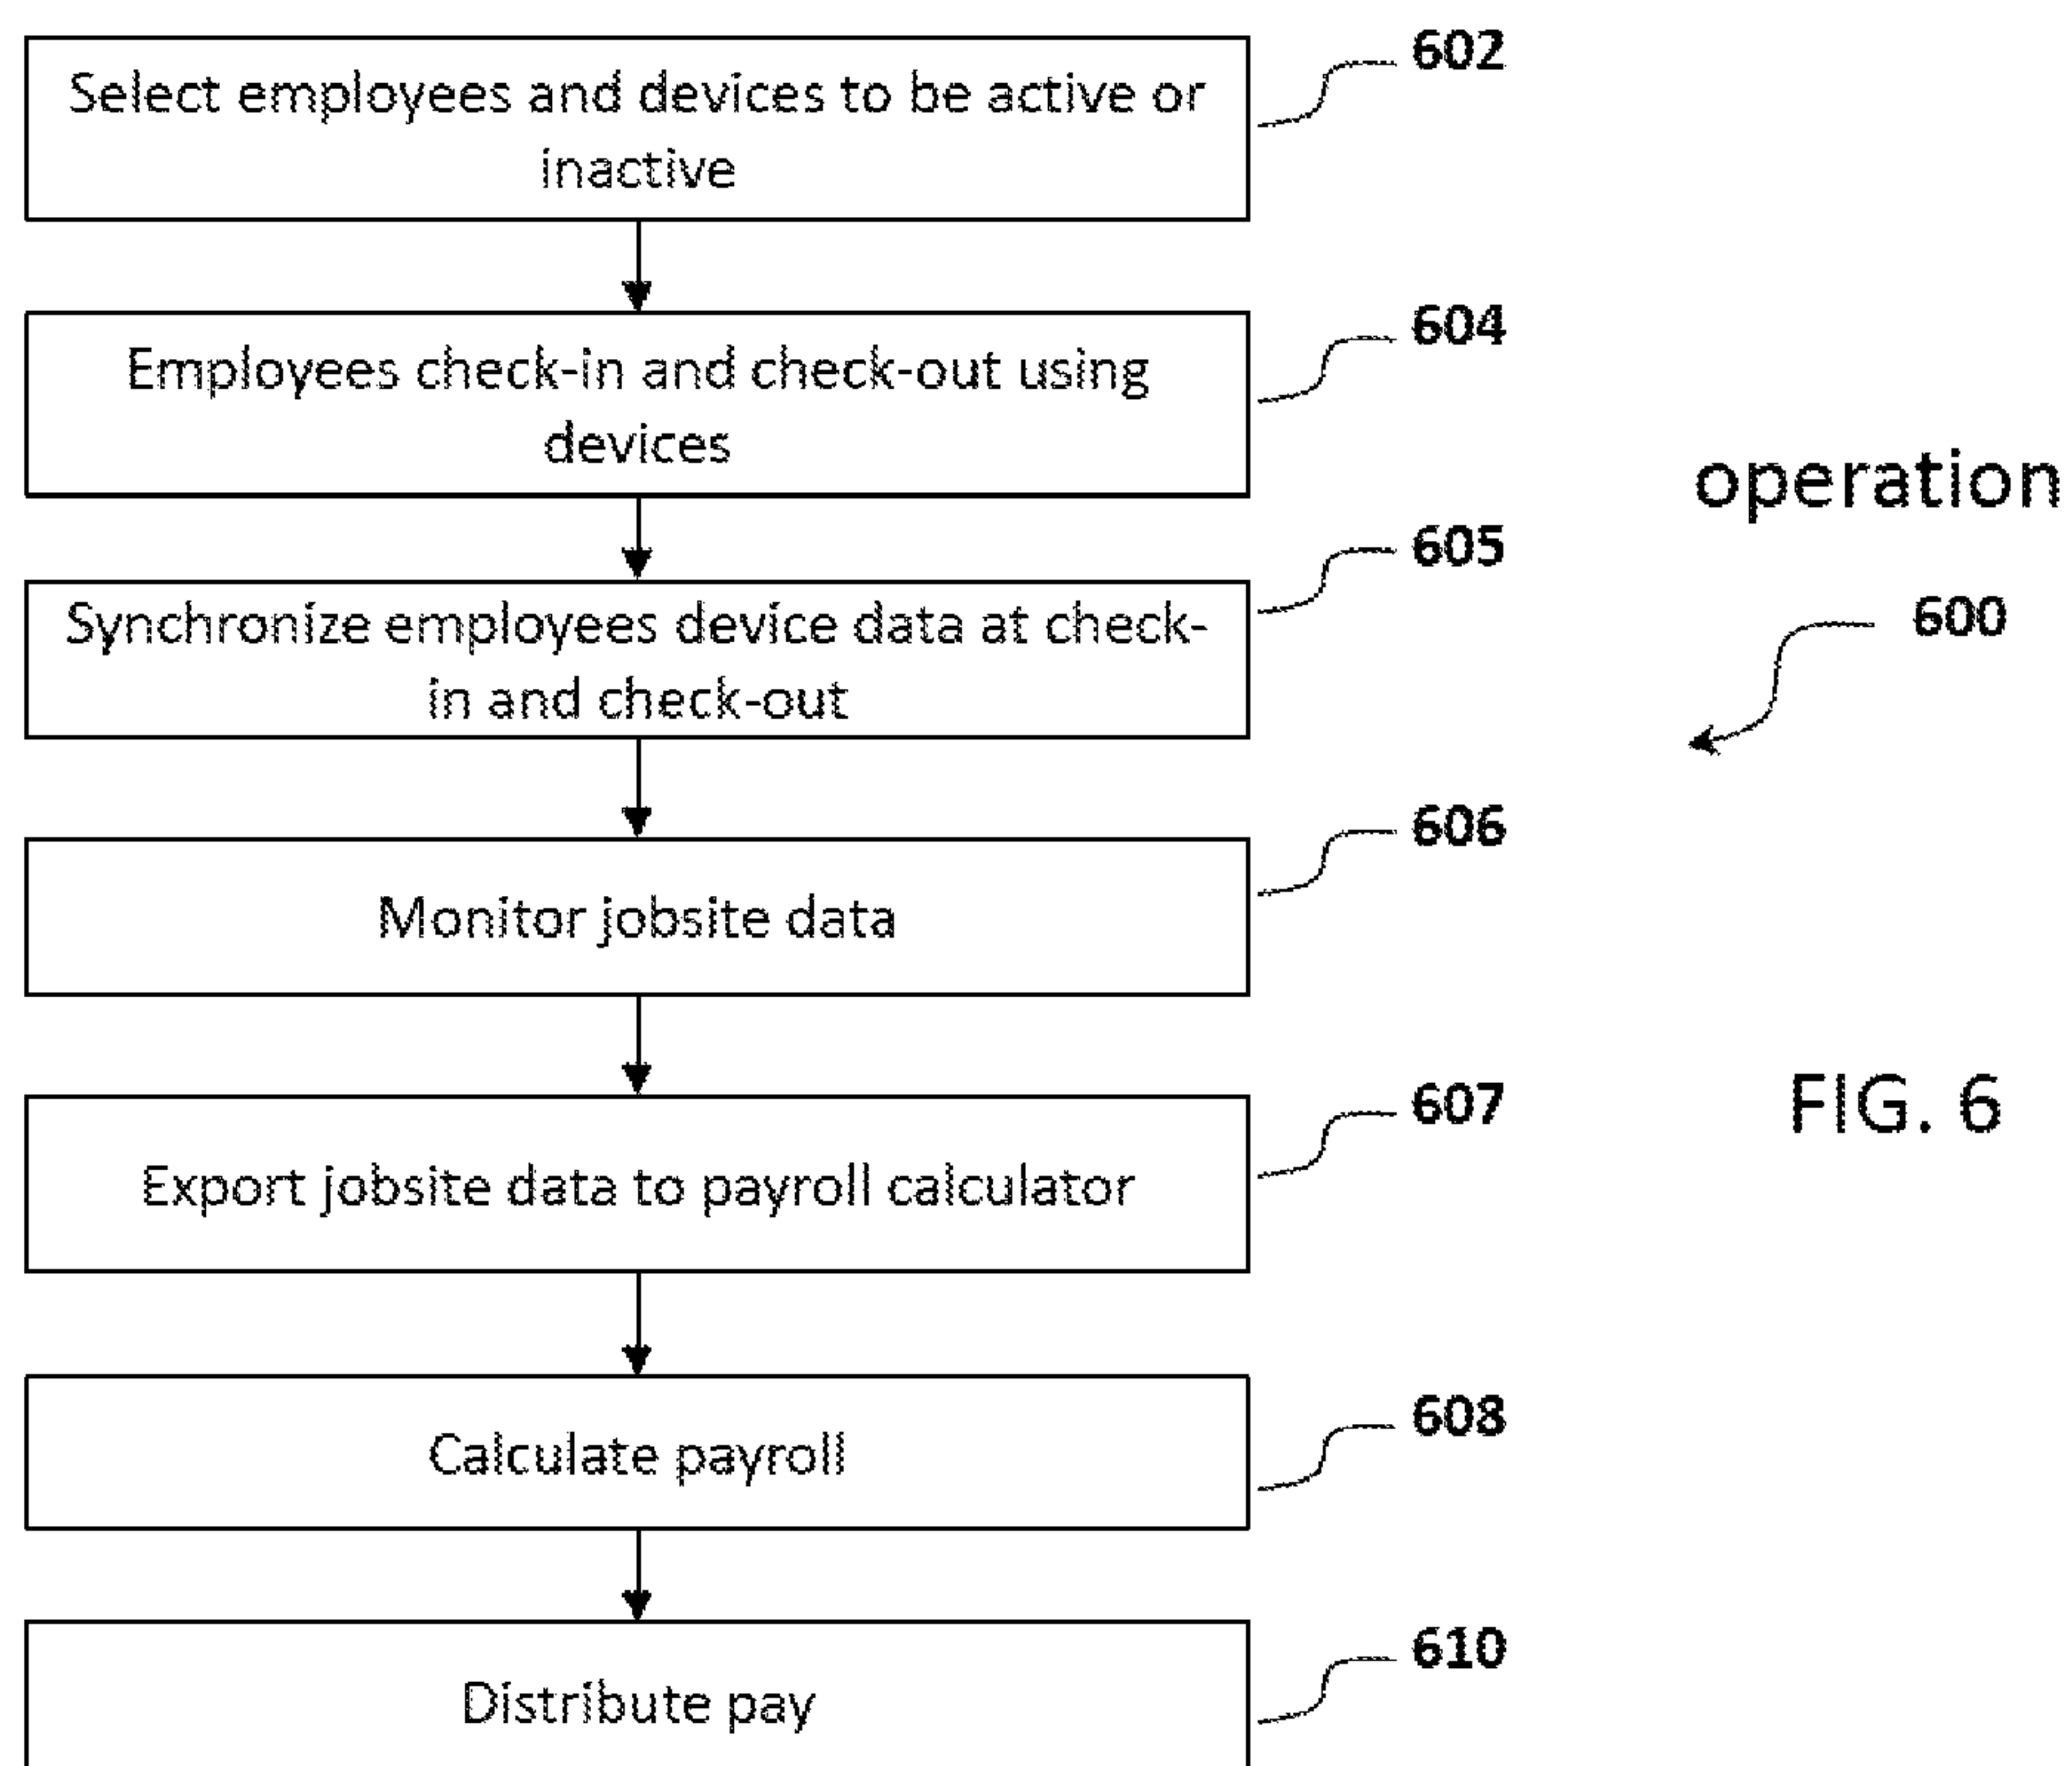 602
Select employees and devices to be active or
inactive
604
Employees check-in and check-out using
devices
operation
605
Synchronize employees device data at check-
in and check-out
600
606
Monitor jobsite data
607
Export jobsite data to payroll calculator
FIG. 6
608
Calculate payroll
610
Distribute pay